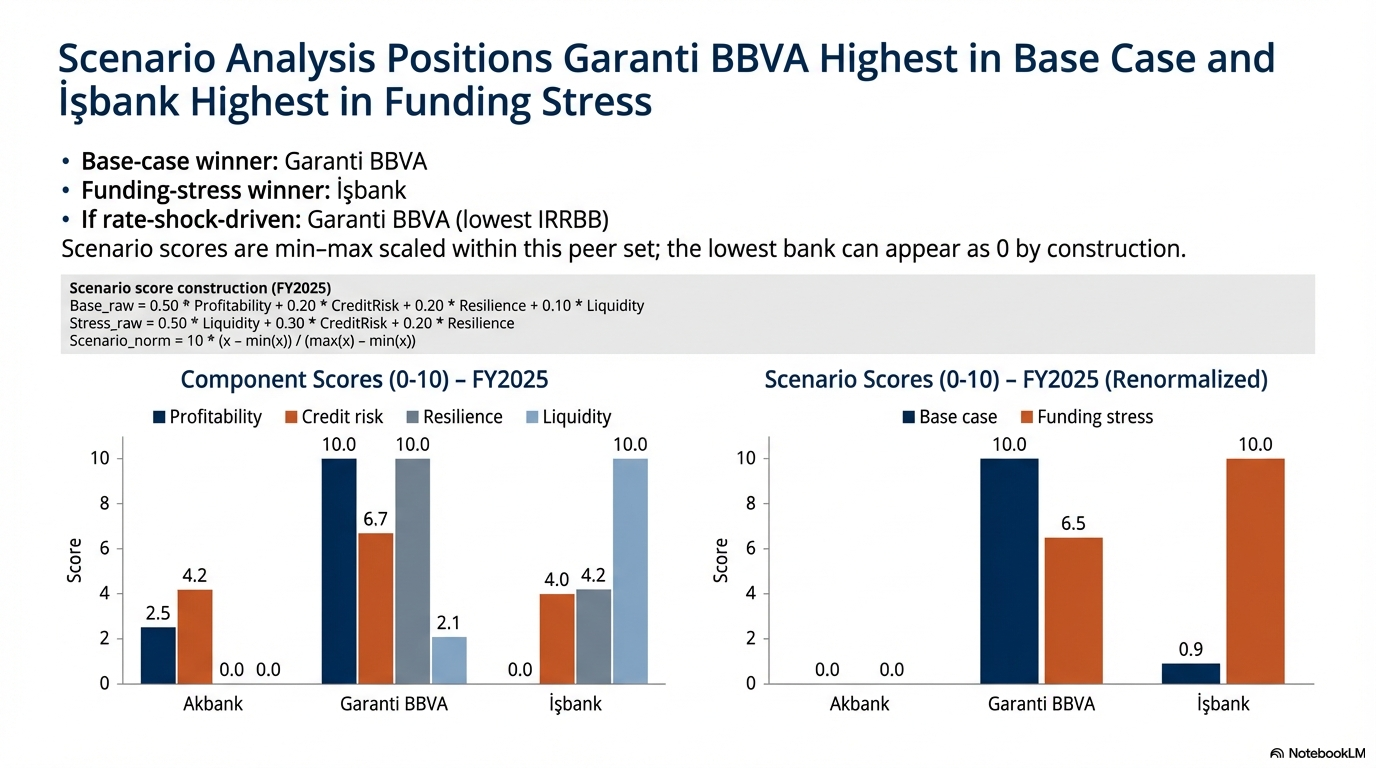 Scenario Analysis Positions Garanti BBVA Highest in Base Case and
İşbank Highest in Funding Stress
• Base-case winner: Garanti BBVA
• Funding-stress winner: İşbank
• If rate-shock-driven: Garanti BBVA (lowest IRRBB)
Scenario scores are min–max scaled within this peer set; the lowest bank can appear as 0 by construction.
Scenario score construction (FY2025)
Base_raw = 0.50 * Profitability + 0.20 * CreditRisk + 0.20 * Resilience + 0.10 * Liquidity
Stress_raw = 0.50 * Liquidity + 0.30 * CreditRisk + 0.20 * Resilience
Scenario_norm = 10 * (x – min(x)) / (max(x) – min(x))
Component Scores (0-10) – FY2025
Profitability Credit risk Resilience Liquidity
Score
10
8
6
4
2
0
2.5 4.2 0.0 0.0
10.0 6.7 10.0 2.1
0.0 4.0 4.2 10.0
Akbank Garanti BBVA İşbank
Scenario Scores (0-10) – FY2025 (Renormalized)
Base case Funding stress
Score
10
8
6
4
2
0
0.0 0.0
10.0 6.5
0.9 10.0
Akbank Garanti BBVA İşbank
NotebookLM